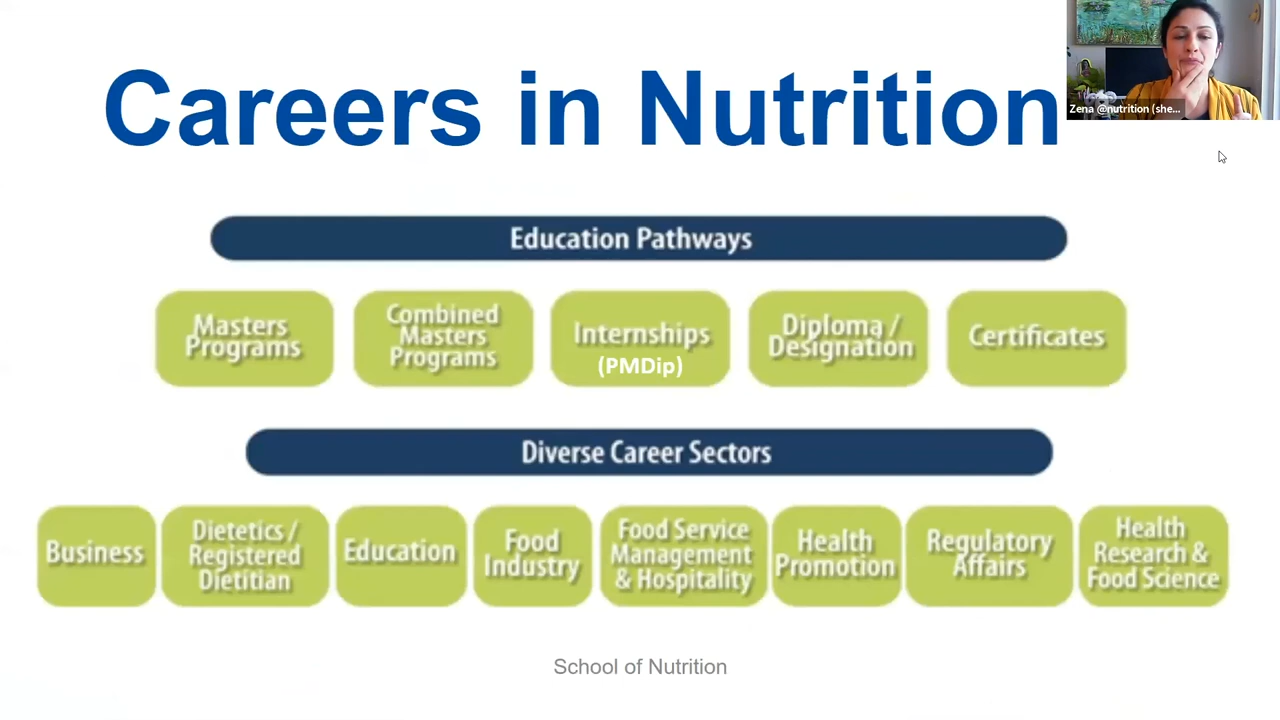 Careers in Nutrition
Zena @nutrition (she...
Education Pathways
Masters
Programs
Combined
Masters
Programs
Internships
(PMDip)
Diploma /
Designation
Certificates
Diverse Career Sectors
Business
Dietetics /
Registered
Dietitian
Education
Food
Industry
Food Service
Management
& Hospitality
Health
Promotion
Regulatory
Affairs
Health
Research &
Food Science
School of Nutrition